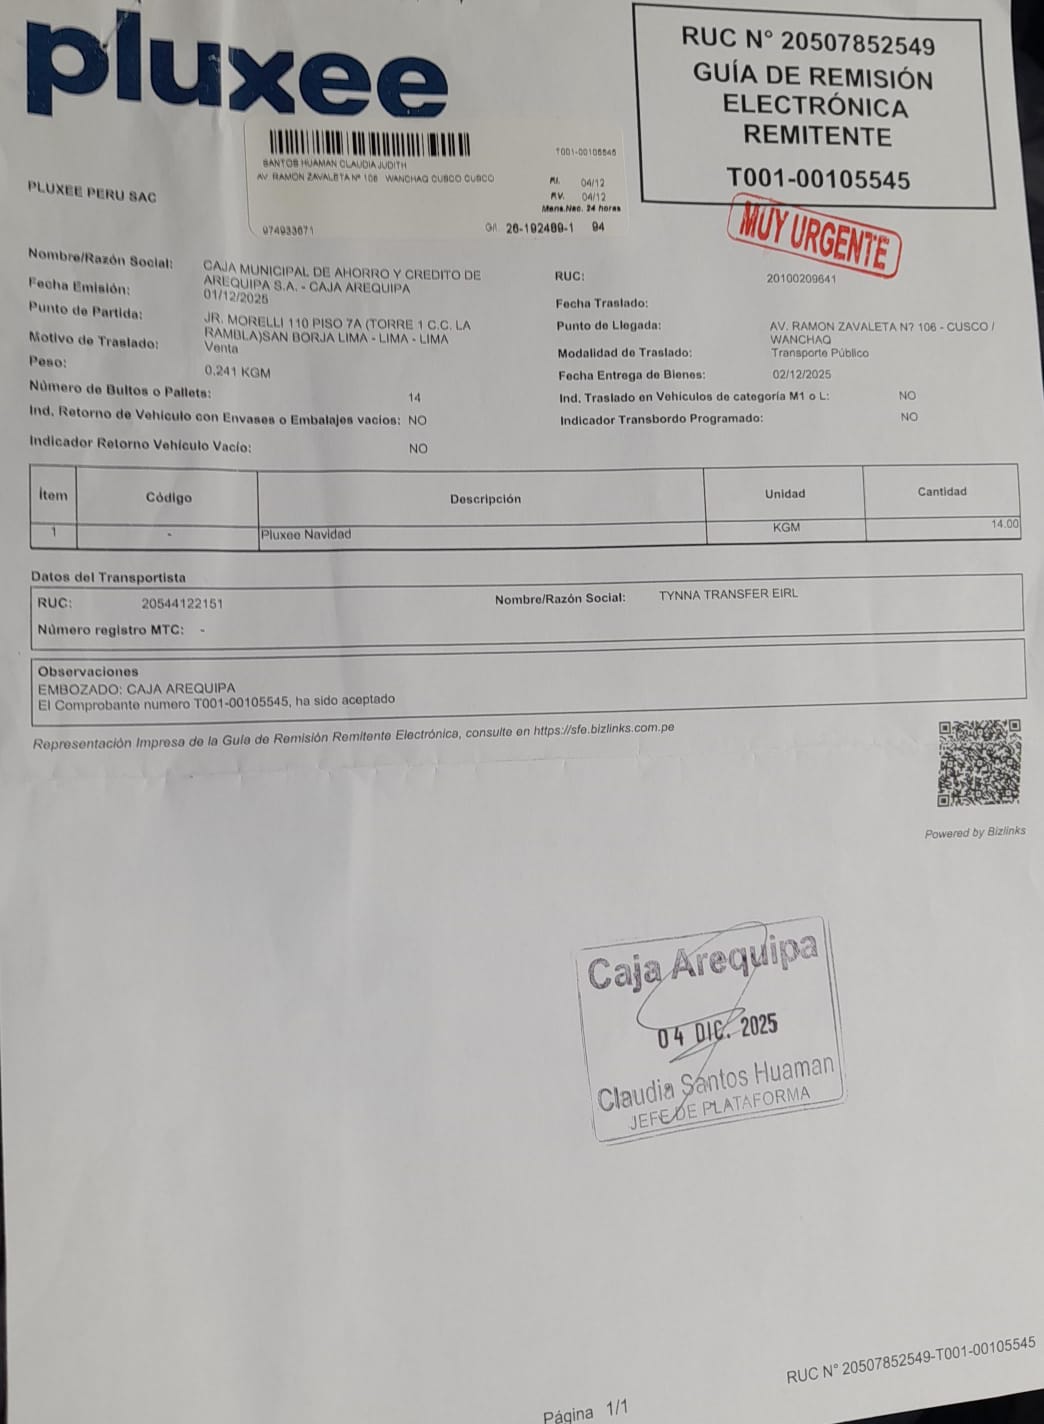 pluxee
RUC N° 20507852549
GUÍA DE REMISIÓN
ELECTRÓNICA
REMITENTE
T001-00105545
PLUXEE PERU SAC
T001-00105545
SANTOS HUAMAN CLAUDIA JUDITH
AV. RAMON ZAVALETA Nº 106 WANCHAQ CUSCO CUSCO
04/12
04/12
Mens.Nac. 24 horas
974933671
26-192489-1 94
MUY URGENTE
Nombre/Razón Social: CAJA MUNICIPAL DE AHORRO Y CREDITO DE
AREQUIPA S.A. - CAJA AREQUIPA
RUC: 20100209641
Fecha Emisión: 01/12/2025
Fecha Traslado:
Punto de Partida: JR. MORELLI 110 PISO 7A (TORRE 1 C.C. LA
RAMBLA)SAN BORJA LIMA - LIMA - LIMA
Punto de Llegada: AV. RAMON ZAVALETA N? 106 - CUSCO /
WANCHAQ
Motivo de Traslado: Venta
Modalidad de Traslado: Transporte Público
Peso: 0.241 KGM
Fecha Entrega de Bienes: 02/12/2025
Número de Bultos o Pallets: 14
Ind. Traslado en Vehículos de categoría M1 o L: NO
Ind. Retorno de Vehículo con Envases o Embalajes vacios: NO
Indicador Transbordo Programado: NO
Indicador Retorno Vehículo Vacío: NO
Ítem Código Descripción Unidad Cantidad
1 - Pluxee Navidad KGM 14.00
Datos del Transportista
RUC: 20544122151 Nombre/Razón Social: TYNNA TRANSFER EIRL
Número registro MTC: -
Observaciones
EMBOZADO: CAJA AREQUIPA
El Comprobante numero T001-00105545, ha sido aceptado
Representación Impresa de la Guía de Remisión Remitente Electrónica, consulte en https://sfe.bizlinks.com.pe
Powered by Bizlinks
Caja Arequipa
04 DIC. 2025
Claudia Santos Huaman
JEFE DE PLATAFORMA
RUC N° 20507852549-T001-00105545
Página 1/1